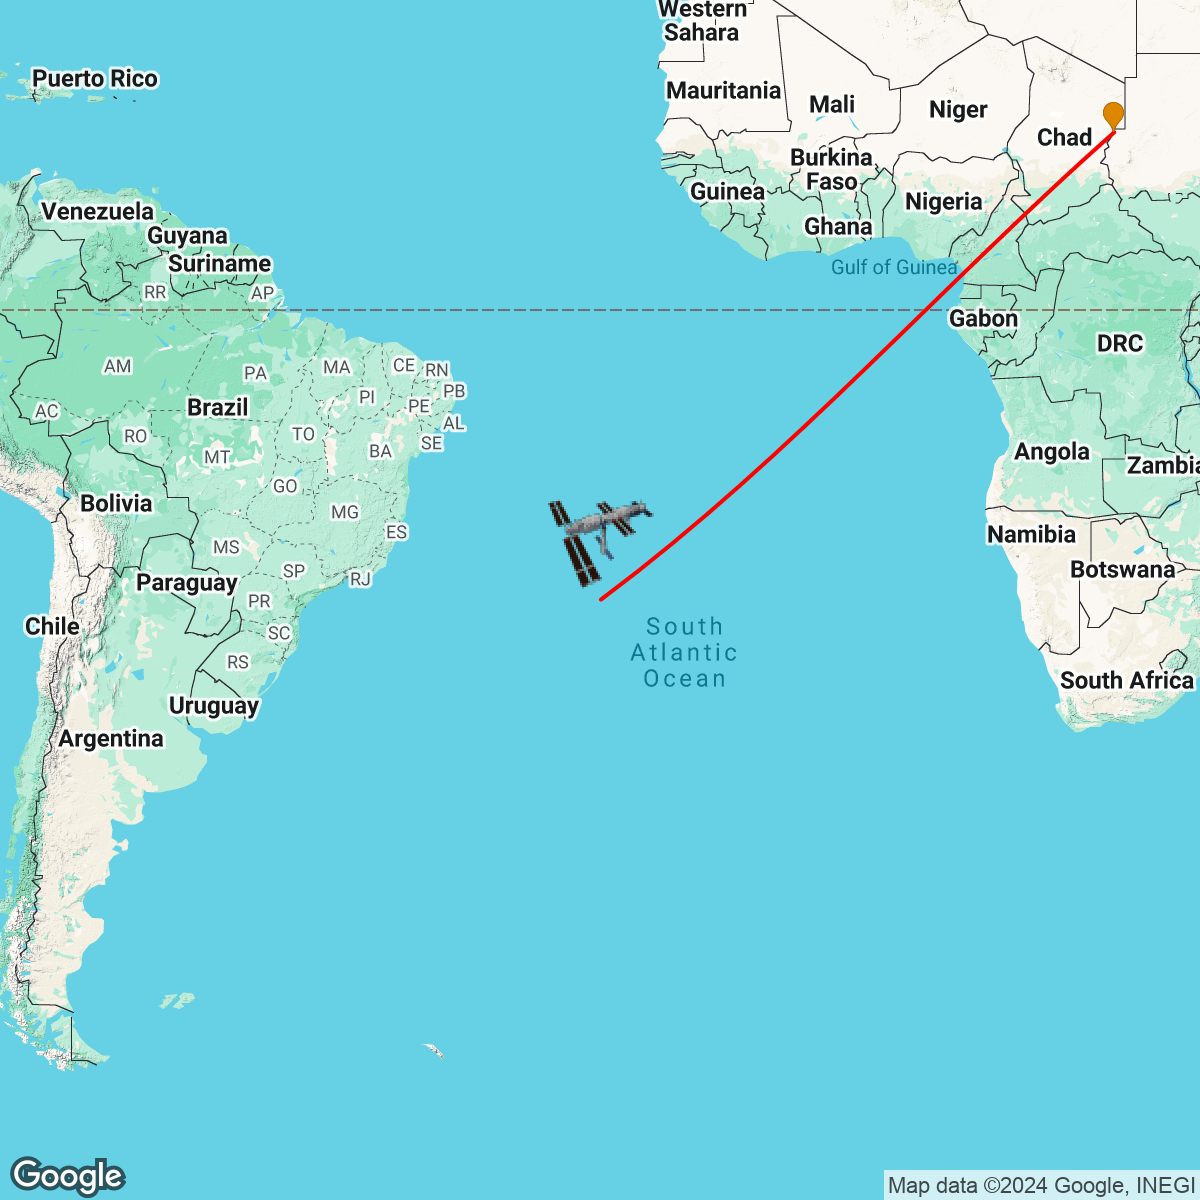 Western
Sahara
Puerto Rico
Mauritania
Mali
Niger
Chad
Burkina
Faso
Guinea
Nigeria
Ghana
Venezuela
Guyana
Suriname
Gulf of Guinea
RR
AP
Gabon
DRC
AM
PA
MA
CE
RN
PI
PB
PE
AL
AC
Brazil
RO
TO
SE
MT
BA
Angola
Zambia
GO
Bolivia
MG
ES
Namibia
MS
SP
RJ
Botswana
Paraguay
PR
Chile
SC
South
Atlantic
Ocean
RS
South Africa
Uruguay
Argentina
Google
Map data ©2024 Google, INEGI